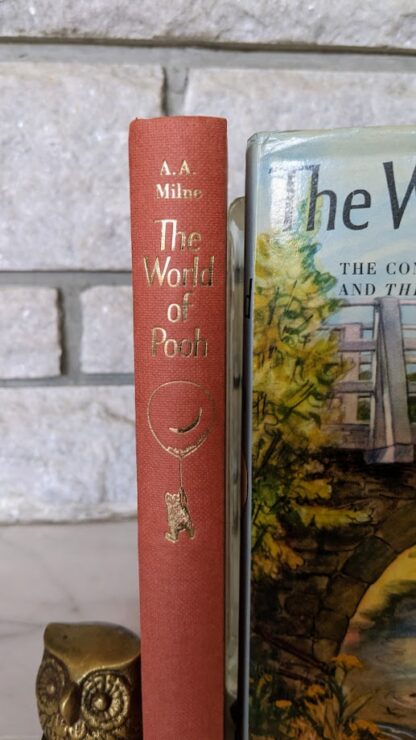 A. A.
Milne
The
World
of
Pooh
The W
THE CON
AND THE